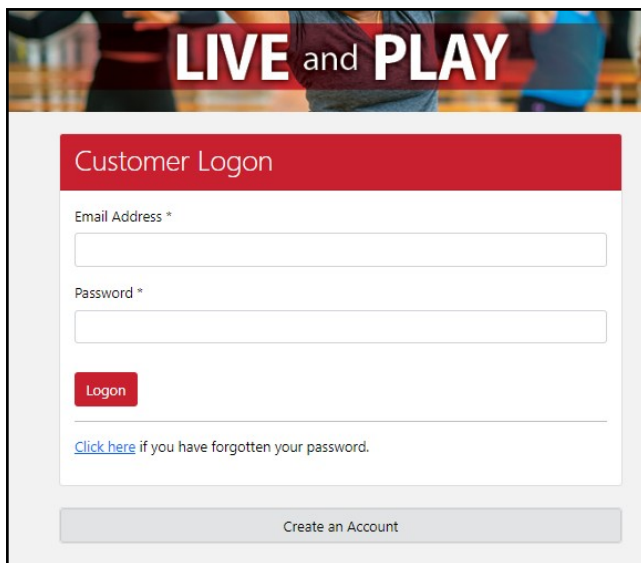 LIVE and PLAY
Customer Logon
Email Address *
Password *
Logon
Click here if you have forgotten your password.
Create an Account